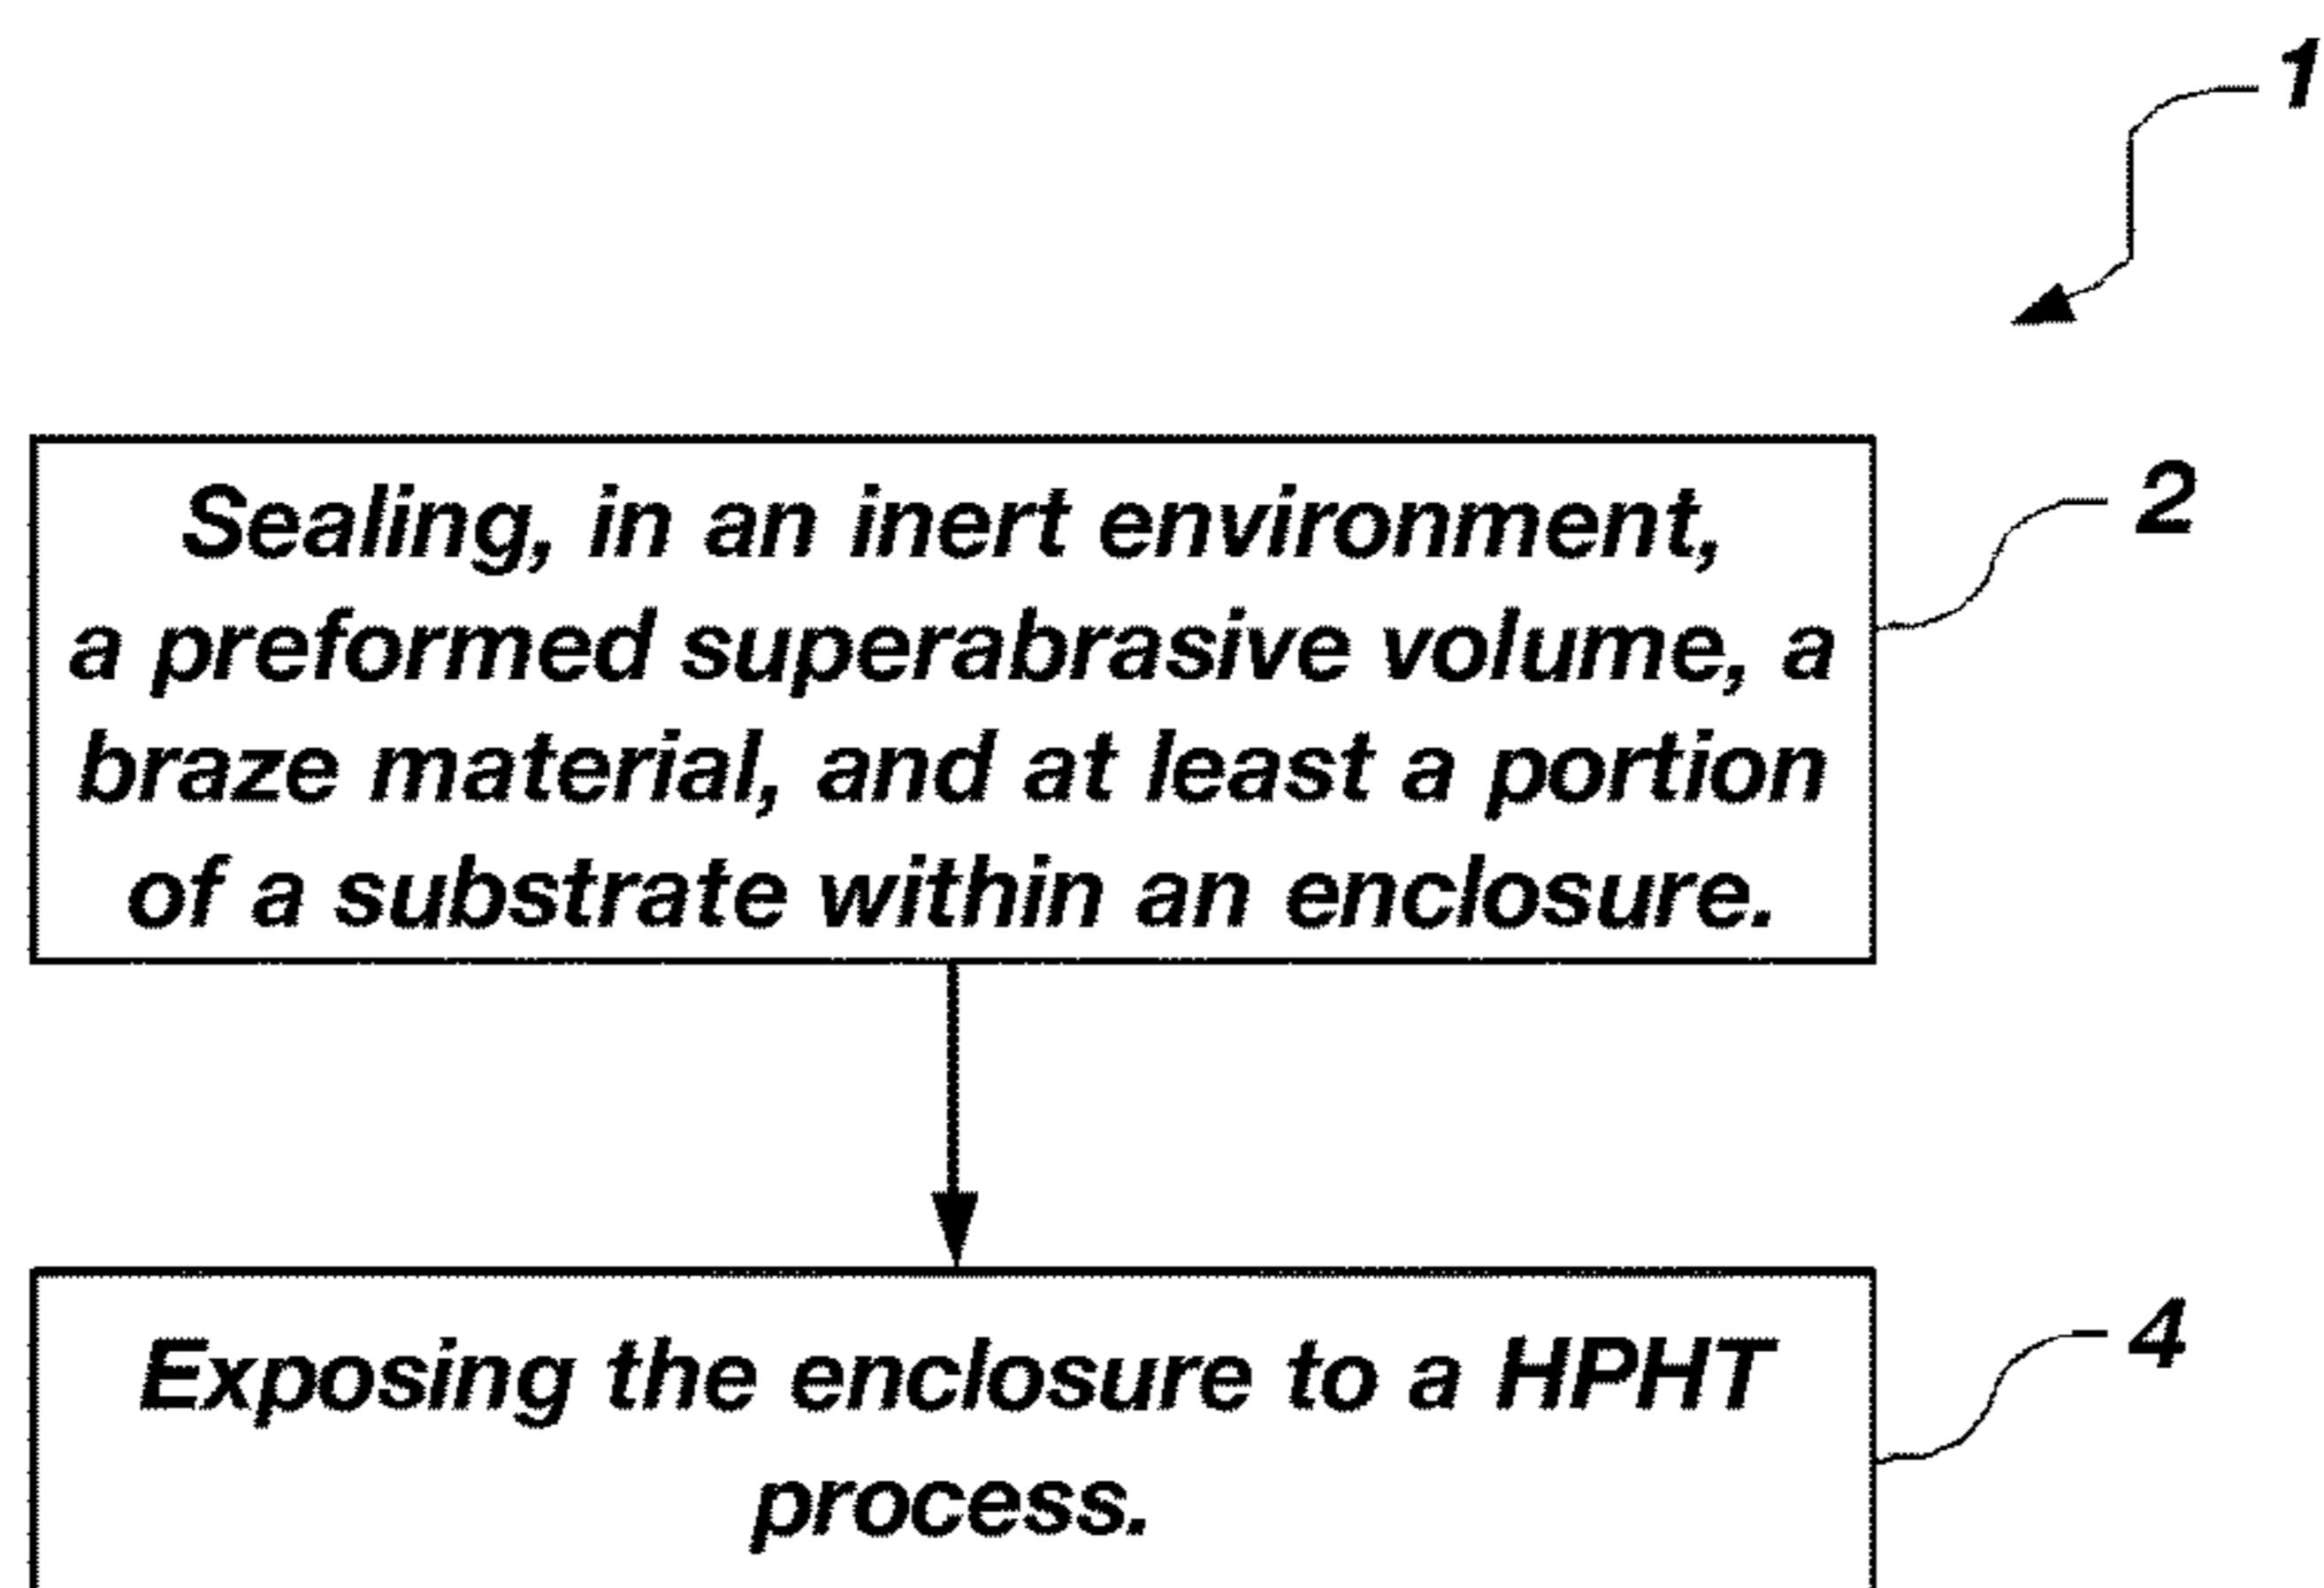 1
Sealing, in an inert environment,
a preformed superabrasive volume, a
braze material, and at least a portion
of a substrate within an enclosure.
2
Exposing the enclosure to a HPHT
process.
4